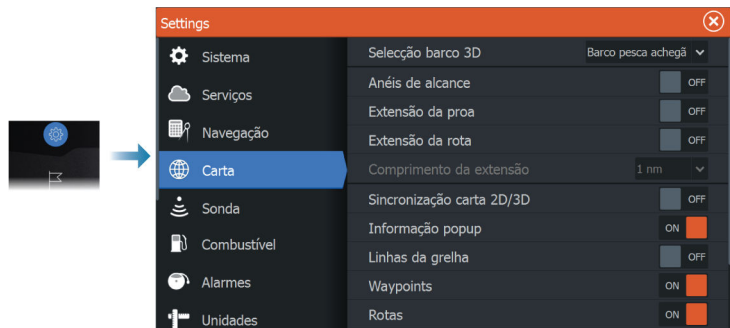 Settings
Sistema
Serviços
Navegação
Carta
Sonda
Combustível
Alarmes
Unidades
Selecção barco 3D Barco pesca achegã
Anéis de alcance OFF
Extensão da proa OFF
Extensão da rota OFF
Comprimento da extensão 1 nm
Sincronização carta 2D/3D OFF
Informação popup ON
Linhas da grelha OFF
Waypoints ON
Rotas ON